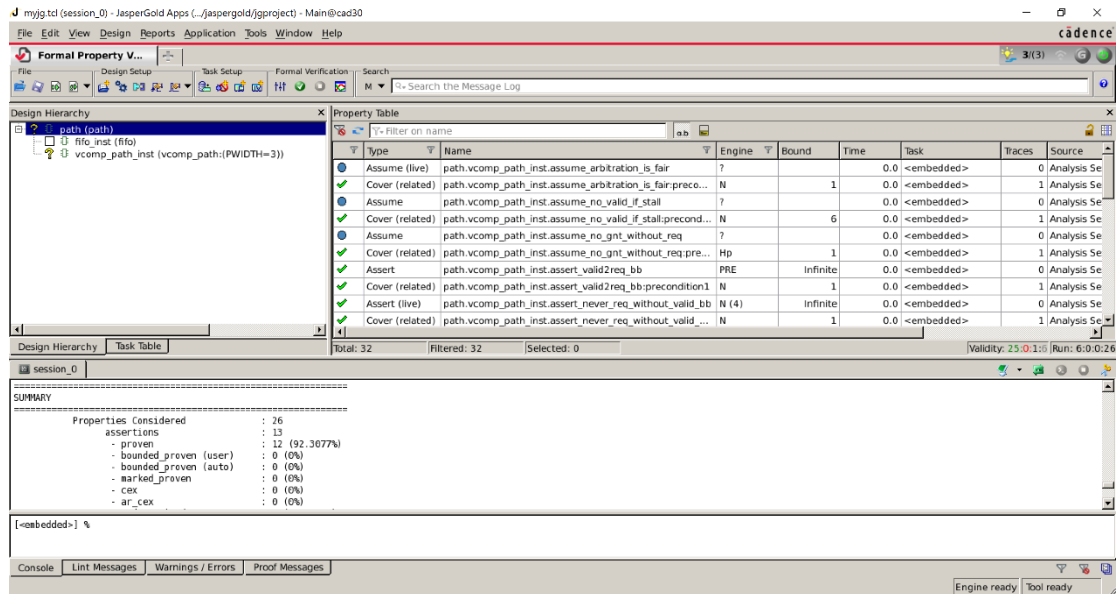 myjg.tcl (session_0) - JasperGold Apps (.../jaspergold/jgproject) - Main@cad30
File Edit View Design Reports Application Tools Window Help
cādence
Formal Property V...
3/(3)
File Design Setup Task Setup Formal Verification Search
M Search the Message Log
Design Hierarchy
path (path)
fifo_inst (fifo)
vcomp_path_inst (vcomp_path:(PWIDTH=3))
Design Hierarchy Task Table
Property Table
Filter on name
a.b
Type Name Engine Bound Time Task Traces Source
Assume (live) path.vcomp_path_inst.assume_arbitration_is_fair ? 0.0 <embedded> 0 Analysis Se
Cover (related) path.vcomp_path_inst.assume_arbitration_is_fair:preco... N 1 0.0 <embedded> 1 Analysis Se
Assume path.vcomp_path_inst.assume_no_valid_if_stall ? 0.0 <embedded> 0 Analysis Se
Cover (related) path.vcomp_path_inst.assume_no_valid_if_stall:precond... N 6 0.0 <embedded> 1 Analysis Se
Assume path.vcomp_path_inst.assume_no_gnt_without_req ? 0.0 <embedded> 0 Analysis Se
Cover (related) path.vcomp_path_inst.assume_no_gnt_without_req:pre... Hp 1 0.0 <embedded> 1 Analysis Se
Assert path.vcomp_path_inst.assert_valid2req_bb PRE Infinite 0.0 <embedded> 0 Analysis Se
Cover (related) path.vcomp_path_inst.assert_valid2req_bb:precondition1 N 1 0.0 <embedded> 1 Analysis Se
Assert (live) path.vcomp_path_inst.assert_never_req_without_valid_bb N (4) Infinite 0.0 <embedded> 0 Analysis Se
Cover (related) path.vcomp_path_inst.assert_never_req_without_valid_... N 1 0.0 <embedded> 1 Analysis Se
Total: 32 Filtered: 32 Selected: 0 Validity: 25:0:1:6 Run: 6:0:0:26
session_0
==============================================================
SUMMARY
==============================================================
Properties Considered : 26
assertions : 13
- proven : 12 (92.3077%)
- bounded_proven (user) : 0 (0%)
- bounded_proven (auto) : 0 (0%)
- marked_proven : 0 (0%)
- cex : 0 (0%)
- ar_cex : 0 (0%)
[<embedded>] %
Console Lint Messages Warnings / Errors Proof Messages
Engine ready Tool ready